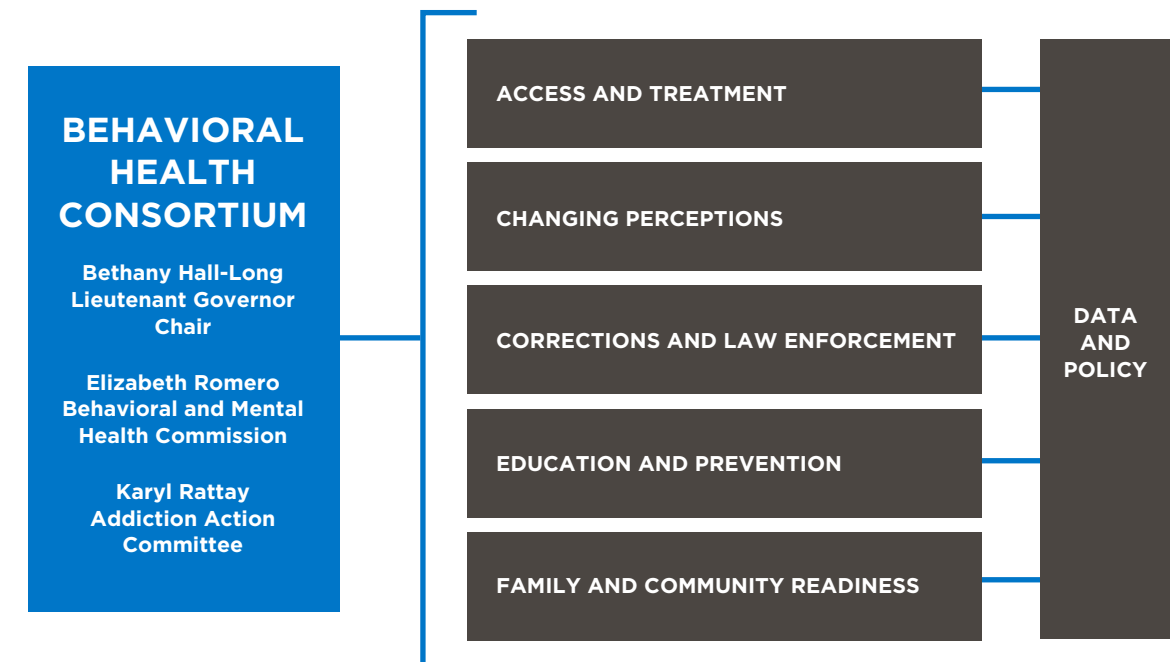 BEHAVIORAL
HEALTH
CONSORTIUM
Bethany Hall-Long
Lieutenant Governor
Chair
Elizabeth Romero
Behavioral and Mental
Health Commission
Karyl Rattay
Addiction Action
Committee
ACCESS AND TREATMENT
CHANGING PERCEPTIONS
CORRECTIONS AND LAW ENFORCEMENT
EDUCATION AND PREVENTION
FAMILY AND COMMUNITY READINESS
DATA
AND
POLICY